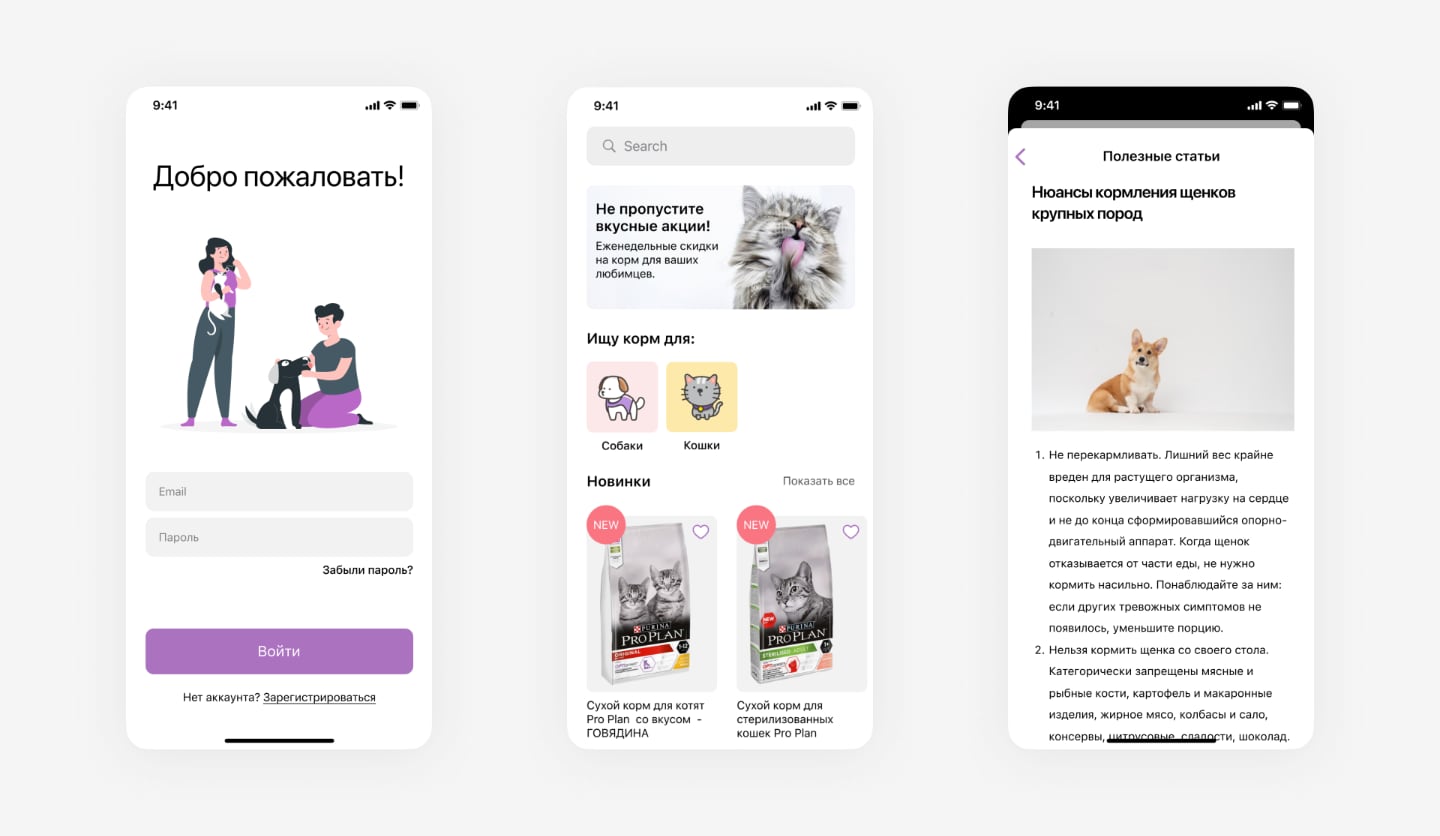 9:41
Добро пожаловать!
Email
Пароль
Забыли пароль?
Войти
Нет аккаунта? Зарегистрироваться
9:41
Search
Не пропустите
вкусные акции!
Еженедельные скидки
на корм для ваших
любимцев.
Ищу корм для:
Собаки
Кошки
Новинки
Показать все
NEW
PURINA
PRO PLAN
ORIGINAL
OPTI
Сухой корм для котят
Pro Plan со вкусом -
ГОВЯДИНА
NEW
NEW
PURINA
PRO PLAN
STERILISED ADULT
OPTI
1+
Сухой корм для
стерилизованных
кошек Pro Plan
9:41
Полезные статьи
Нюансы кормления щенков
крупных пород
1. Не перекармливать. Лишний вес крайне
вреден для растущего организма,
поскольку увеличивает нагрузку на сердце
и не до конца сформировавшийся опорно-
двигательный аппарат. Когда щенок
отказывается от части еды, не нужно
кормить насильно. Понаблюдайте за ним:
если других тревожных симптомов не
появилось, уменьшите порцию.
2. Нельзя кормить щенка со своего стола.
Категорически запрещены мясные и
рыбные кости, картофель и макаронные
изделия, жирное мясо, колбасы и сало,
консервы, цитрусовые, сладости, шоколад.